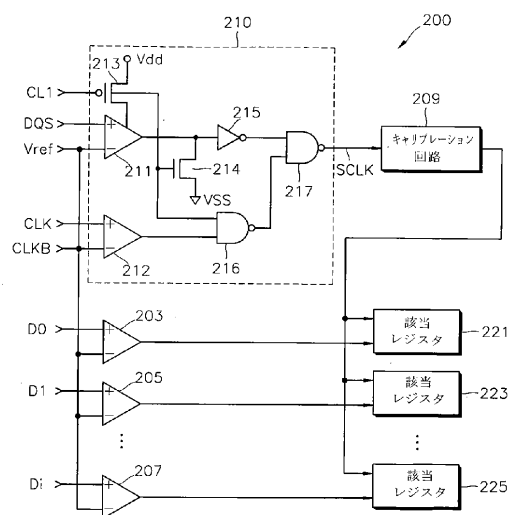 210
200
213
Vdd
CL1
215
209
DQS
キャリブレーション
回路
Vref
211
214
217
SCLK
VSS
CLK
CLKB
212
216
D0
203
該当
レジスタ
221
D1
205
該当
レジスタ
223
Di
207
該当
レジスタ
225